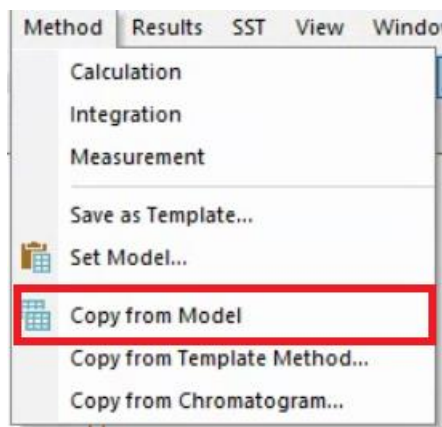 Method Results SST View Windo
Calculation
Integration
Measurement
Save as Template...
Set Model...
Copy from Model
Copy from Template Method...
Copy from Chromatogram...